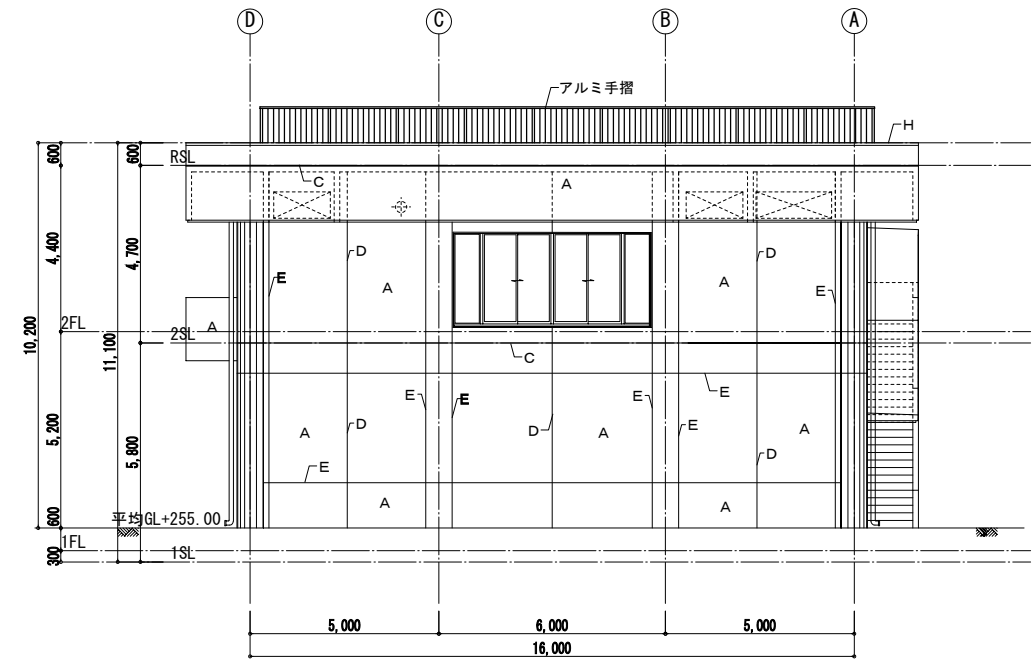 D
C
B
A
アルミ手摺
H
600
600
RSL
C
A
4,400
4,700
D
D
E
A
A
E
2FL
A
10,200
2SL
11,100
C
E
E
E
E
A
D
D
A
E
A
5,200
5,800
E
D
A
A
600
平均GL+255.00
1FL
300
1SL
5,000
6,000
5,000
16,000